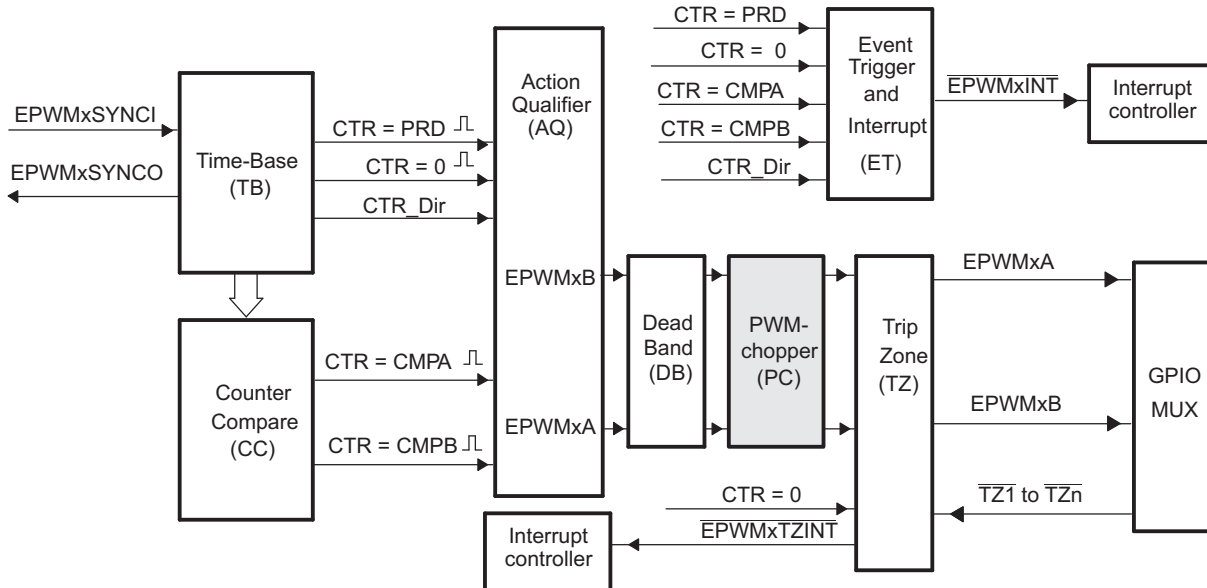 CTR = PRD
CTR = 0
CTR = CMPA
CTR = CMPB
CTR_Dir
Event
Trigger
and
Interrupt
(ET)
EPWMxINT
Interrupt
controller
EPWMxSYNCI
EPWMxSYNCO
Time-Base
(TB)
CTR = PRD
CTR = 0
CTR_Dir
Action
Qualifier
(AQ)
EPWMxB
EPWMxA
Counter
Compare
(CC)
CTR = CMPA
CTR = CMPB
Dead
Band
(DB)
PWM-
chopper
(PC)
Trip
Zone
(TZ)
EPWMxA
EPWMxB
TZ1 to TZn
GPIO
MUX
CTR = 0
EPWMxTZINT
Interrupt
controller